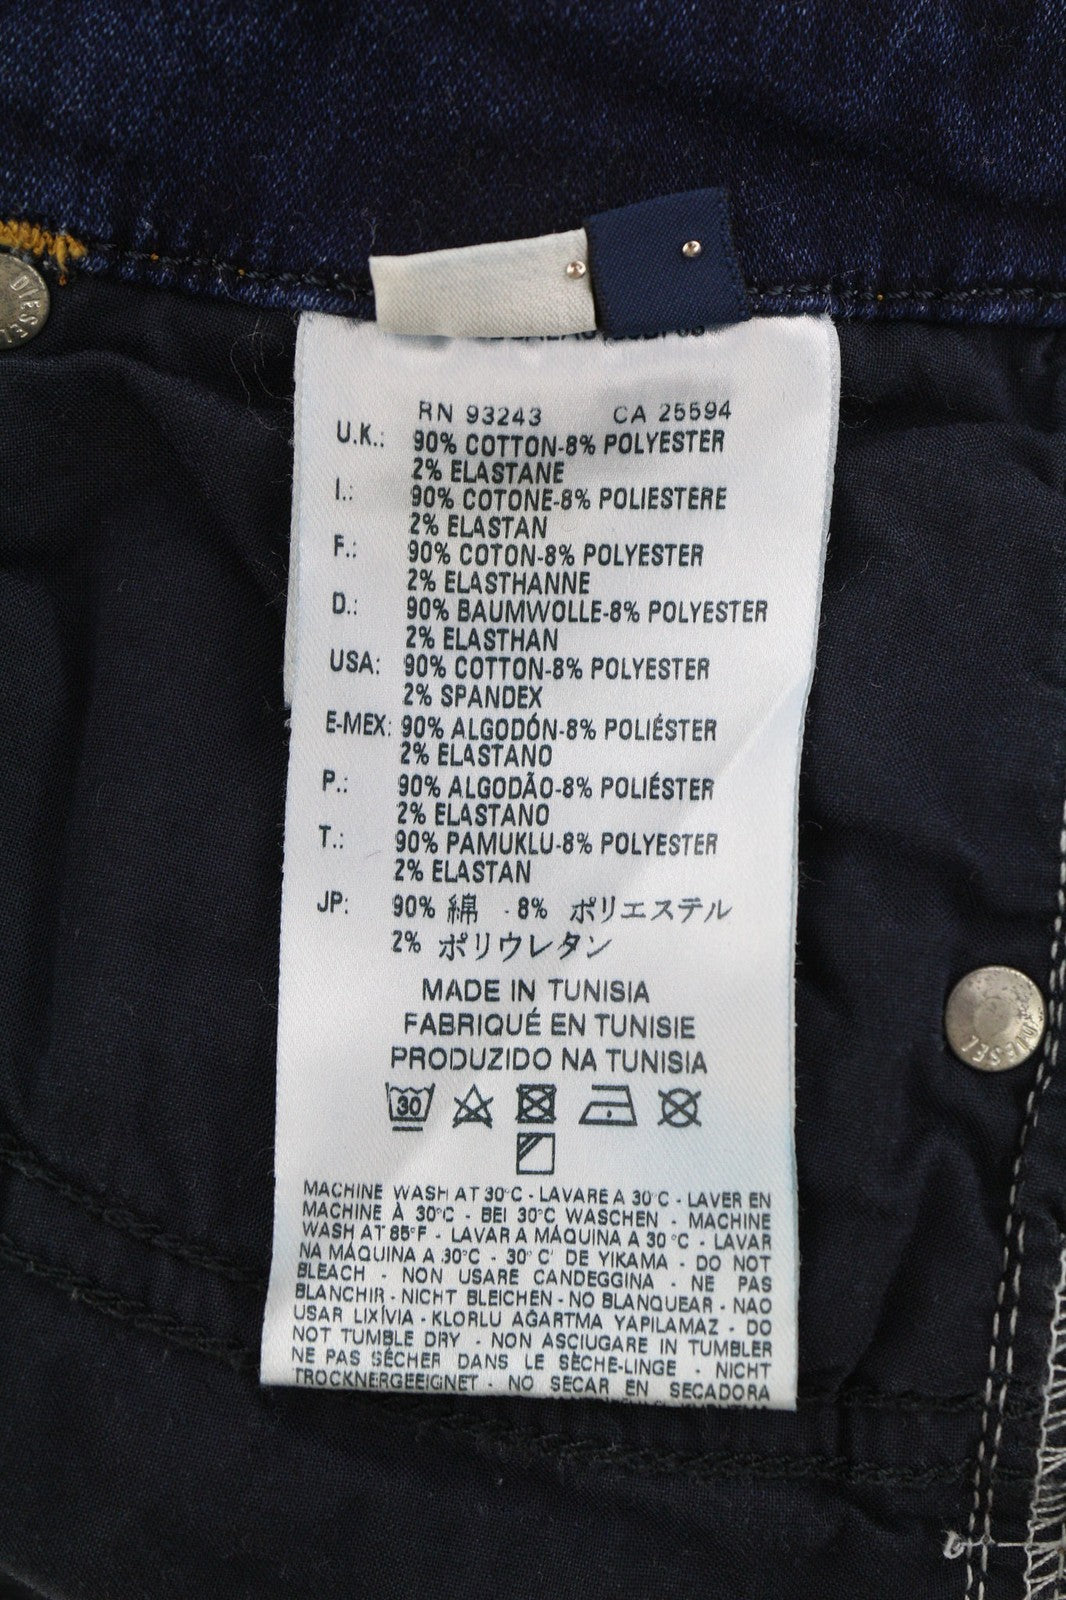 DIESEL
RN 93243 CA 25594
U.K.: 90% COTTON-8% POLYESTER
2% ELASTANE
I.: 90% COTONE-8% POLIESTERE
2% ELASTAN
F.: 90% COTON-8% POLYESTER
2% ELASTHANNE
D.: 90% BAUMWOLLE-8% POLYESTER
2% ELASTHAN
USA: 90% COTTON-8% POLYESTER
2% SPANDEX
E-MEX: 90% ALGODÓN-8% POLIÉSTER
2% ELASTANO
P.: 90% ALGODÃO-8% POLIÉSTER
2% ELASTANO
T.: 90% PAMUKLU-8% POLYESTER
2% ELASTAN
JP: 90% 綿 -8% ポリエステル
2% ポリウレタン
MADE IN TUNISIA
FABRIQUÉ EN TUNISIE
PRODUZIDO NA TUNISIA
30
MACHINE WASH AT 30°C - LAVARE A 30°C - LAVER EN
MACHINE À 30°C - BEI 30°C WASCHEN - MACHINE
WASH AT 85°F - LAVAR A MÁQUINA A 30°C - LAVAR
NA MÁQUINA A 30°C - 30°C' DE YIKAMA - DO NOT
BLEACH - NON USARE CANDEGGINA - NE PAS
BLANCHIR - NICHT BLEICHEN - NO BLANQUEAR - NAO
USAR LIXÍVIA - KLORLU AĞARTMA YAPILAMAZ - DO
NOT TUMBLE DRY - NON ASCIUGARE IN TUMBLER
NE PAS SÉCHER DANS LE SÈCHE-LINGE - NICHT
TROCKNERGEEIGNET - NO SECAR EN SECADORA
DIESEL